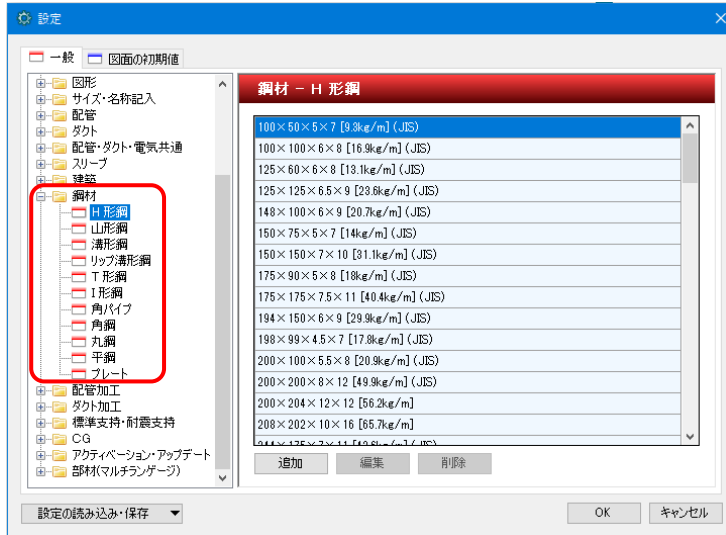 設定
一般
図面の初期値
図形
サイズ・名称記入
配管
ダクト
配管・ダクト・電気共通
スリーブ
建築
鋼材
H 形鋼
山形鋼
溝形鋼
リップ溝形鋼
T 形鋼
I 形鋼
角パイプ
角鋼
丸鋼
平鋼
プレート
配管加工
ダクト加工
標準支持・耐震支持
CG
アクティベーション・アップデート
部材(マルチランゲージ)
鋼材 － H 形鋼
100×50×5×7 [9.3kg/m] (JIS)
100×100×6×8 [16.9kg/m] (JIS)
125×60×6×8 [13.1kg/m] (JIS)
125×125×6.5×9 [23.6kg/m] (JIS)
148×100×6×9 [20.7kg/m] (JIS)
150×75×5×7 [14kg/m] (JIS)
150×150×7×10 [31.1kg/m] (JIS)
175×90×5×8 [18kg/m] (JIS)
175×175×7.5×11 [40.4kg/m] (JIS)
194×150×6×9 [29.9kg/m] (JIS)
198×99×4.5×7 [17.8kg/m] (JIS)
200×100×5.5×8 [20.9kg/m] (JIS)
200×200×8×12 [49.9kg/m] (JIS)
200×204×12×12 [56.2kg/m]
208×202×10×16 [65.7kg/m]
追加
編集
削除
設定の読み込み・保存
OK
キャンセル